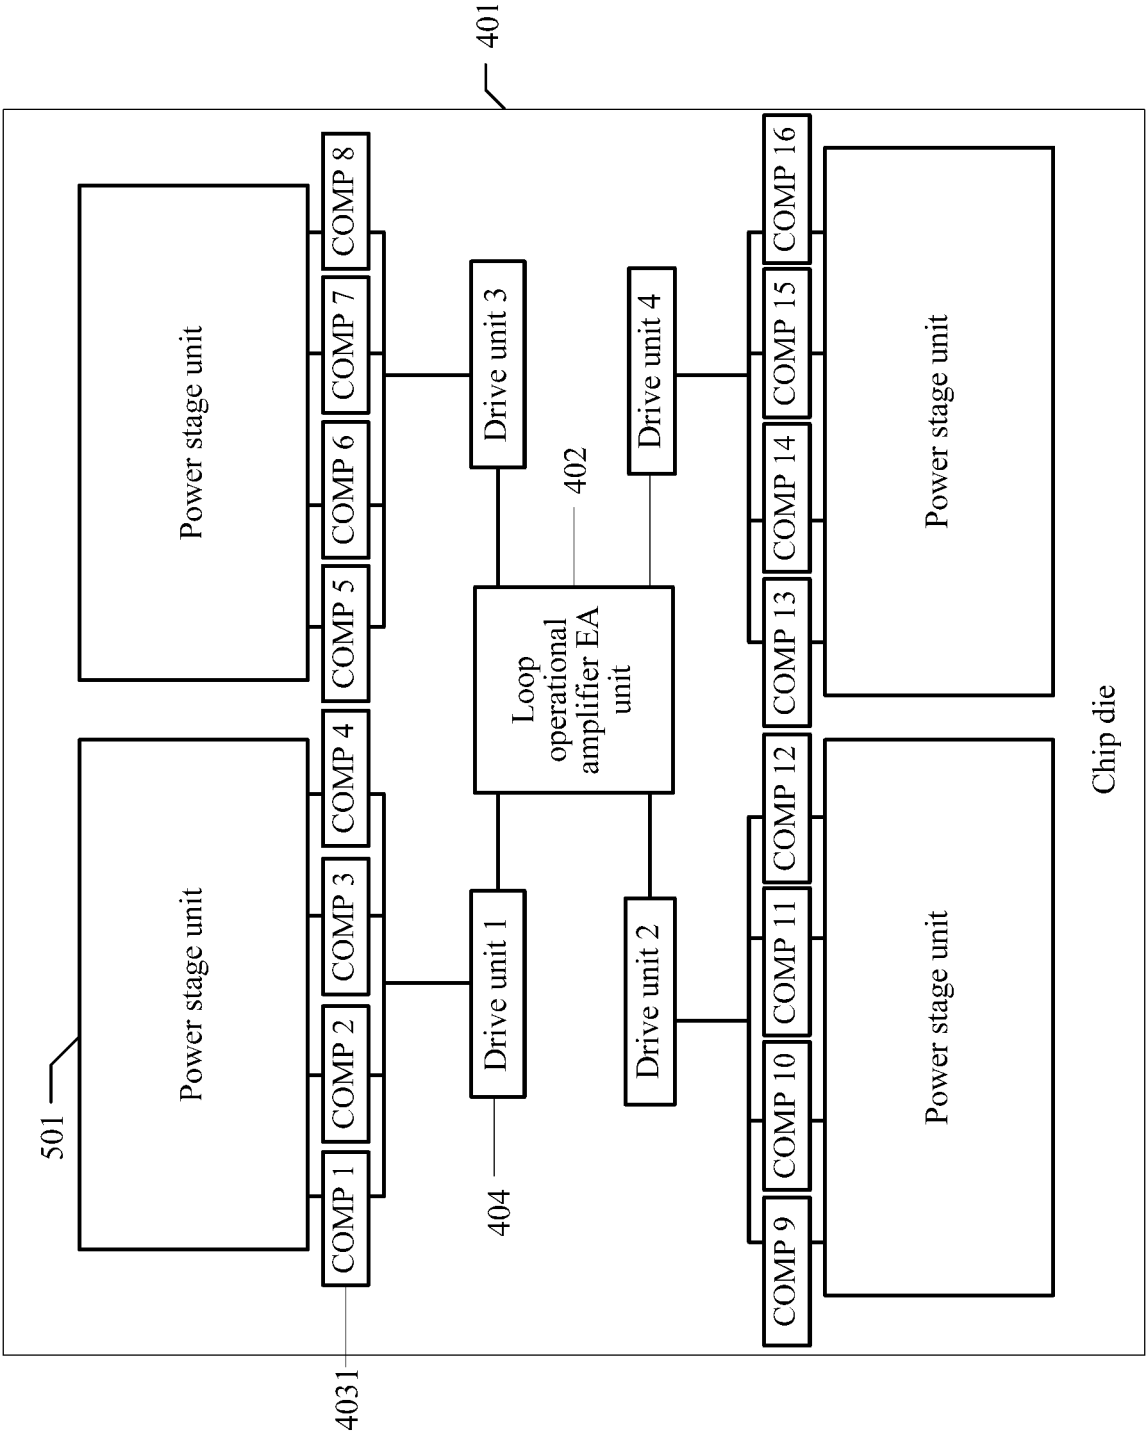 401
501
Power stage unit
Power stage unit
4031
COMP 1
COMP 2
COMP 3
COMP 4
COMP 5
COMP 6
COMP 7
COMP 8
404
Drive unit 1
Drive unit 3
Loop
operational
amplifier EA
unit
402
Drive unit 2
Drive unit 4
COMP 9
COMP 10
COMP 11
COMP 12
COMP 13
COMP 14
COMP 15
COMP 16
Power stage unit
Power stage unit
Chip die